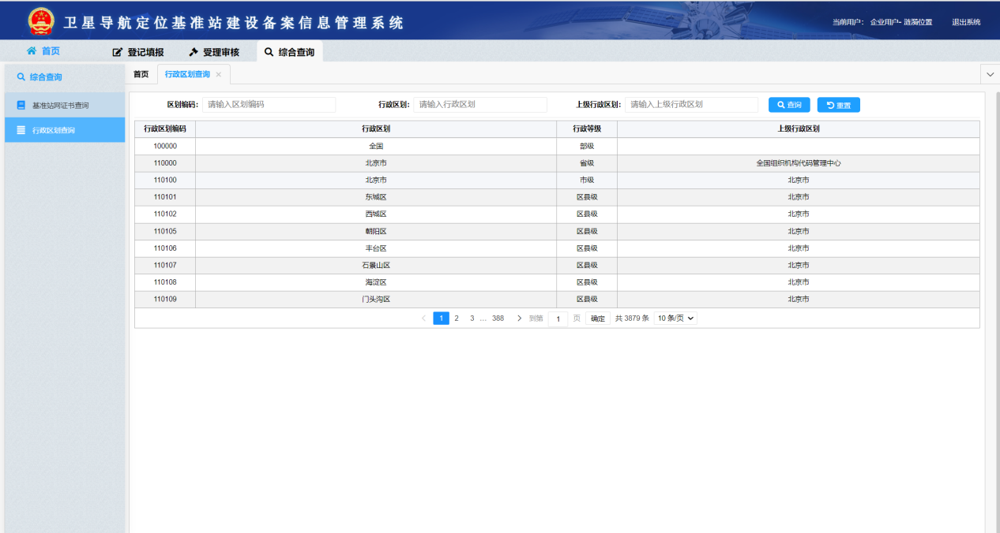 卫星导航定位基准站建设备案信息管理系统
当前用户： 企业用户- 涟漪位置 退出系统
首页 登记填报 受理审核 综合查询
综合查询
基准站网证书查询
行政区划查询
首页 行政区划查询 ×
区划编码: 请输入区划编码 行政区划: 请输入行政区划 上级行政区划: 请输入上级行政区划 查询 重置
行政区划编码 行政区划 行政等级 上级行政区划
100000 全国 部级
110000 北京市 省级 全国组织机构代码管理中心
110100 北京市 市级 北京市
110101 东城区 区县级 北京市
110102 西城区 区县级 北京市
110105 朝阳区 区县级 北京市
110106 丰台区 区县级 北京市
110107 石景山区 区县级 北京市
110108 海淀区 区县级 北京市
110109 门头沟区 区县级 北京市
< 1 2 3 … 388 > 到第 1 页 确定 共 3879 条 10 条/页